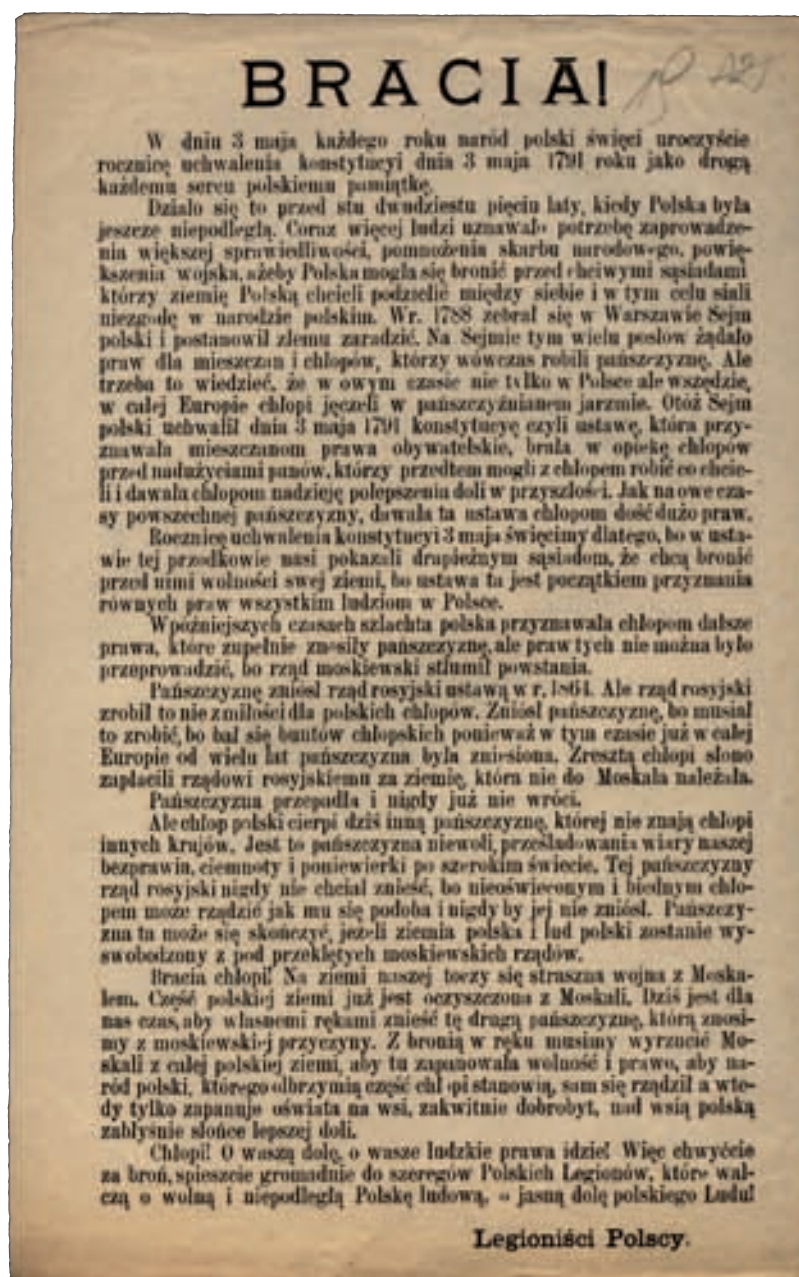 BRACIA!
W dniu 3 maja każdego roku naród polski święci uroczyście
rocznicę uchwalenia konstytucyi dnia 3 maja 1791 roku jako drogą
każdemu sercu polskiemu pamiątkę.
Działo się to przed stu dwudziestu pięciu laty, kiedy Polska była
jeszcze niepodległą. Coraz więcej ludzi uznawało potrzebę zaprowadze-
nia większej sprawiedliwości, pomnożenia skarbu narodowego, powię-
kszenia wojska, ażeby Polska mogła się bronić przed chciwymi sąsiadami
którzy ziemię Polską chcieli podzielić między siebie i w tym celu siali
niezgodę w narodzie polskim. W r. 1788 zebrał się w Warszawie Sejm
polski i postanowił złemu zaradzić. Na Sejmie tym wielu posłów żądało
praw dla mieszczan i chłopów, którzy wówczas robili pańszczyznę. Ale
trzeba to wiedzieć, że w owym czasie nie tylko w Polsce ale wszędzie,
w całej Europie chłopi jęczeli w pańszczyźnianem jarzmie. Otóż Sejm
polski uchwalił dnia 3 maja 1791 konstytucyę czyli ustawę, która przy-
znawała mieszczanom prawa obywatelskie, brała w opiekę chłopów
przed nadużyciami panów, którzy przedtem mogli z chłopem robić co chcie-
li i dawała chłopom nadzieję polepszenia doli w przyszłości. Jak na owe cza-
sy powszechnej pańszczyzny, dawała ta ustawa chłopom dość dużo praw.
Rocznicę uchwalenia konstytucyi 3 maja święcimy dlatego, bo w usta-
wie tej przodkowie nasi pokazali drapieżnym sąsiadom, że chcą bronić
przed nimi wolności swej ziemi, bo ustawa ta jest początkiem przyznania
równych praw wszystkim ludziom w Polsce.
W późniejszych czasach szlachta polska przyznawała chłopom dalsze
prawa, które zupełnie znosiły pańszczyznę, ale praw tych nie można było
przeprowadzić, bo rząd moskiewski stłumił powstania.
Pańszczyznę zniósł rząd rosyjski ustawą w r. 1864. Ale rząd rosyjski
zrobił to nie z miłości dla polskich chłopów. Zniósł pańszczyznę, bo musiał
to zrobić, bo bał się buntów chłopskich ponieważ w tym czasie już w całej
Europie od wielu lat pańszczyzna była zniesiona. Zresztą chłopi słono
zapłacili rządowi rosyjskiemu za ziemię, która nie do Moskala należała.
Pańszczyzna przepadła i nigdy już nie wróci.
Ale chłop polski cierpi dziś inną pańszczyznę, której nie znają chłopi
innych krajów. Jest to pańszczyzna niewoli, prześladowania wiary naszej
bezprawia, ciemnoty i poniewierki po szerokim świecie. Tej pańszczyzny
rząd rosyjski nigdy nie chciał znieść, bo nieoświeconym i biednym chło-
pem może rządzić jak mu się podoba i nigdy by jej nie zniósł. Pańszczy-
zna ta może się skończyć, jeżeli ziemia polska i lud polski zostanie wy-
swobodzony z pod przeklętych moskiewskich rządów.
Bracia chłopi! Na ziemi naszej toczy się straszna wojna z Moska-
lem. Część polskiej ziemi już jest oczyszczona z Moskali. Dziś jest dla
nas czas, aby własnemi rękami znieść tę drugą pańszczyznę, którą znosi-
my z moskiewskiej przyczyny. Z bronią w ręku musimy wyrzucić Mo-
skali z całej polskiej ziemi, aby tu zapanowała wolność i prawo, aby na-
ród polski, którego olbrzymią część chłopi stanowią, sam się rządził a wte-
dy tylko zapanuje oświata na wsi, zakwitnie dobrobyt, nad wsią polską
zabłysnie słońce lepszej doli.
Chłopi! O waszą dolę, o wasze ludzkie prawa idzie! Więc chwyćcie
za broń, spieszcie gromadnie do szeregów Polskich Legionów, które wal-
czą o wolną i niepodległą Polskę ludową, o jasną dolę polskiego Ludu!
Legioniści Polscy.